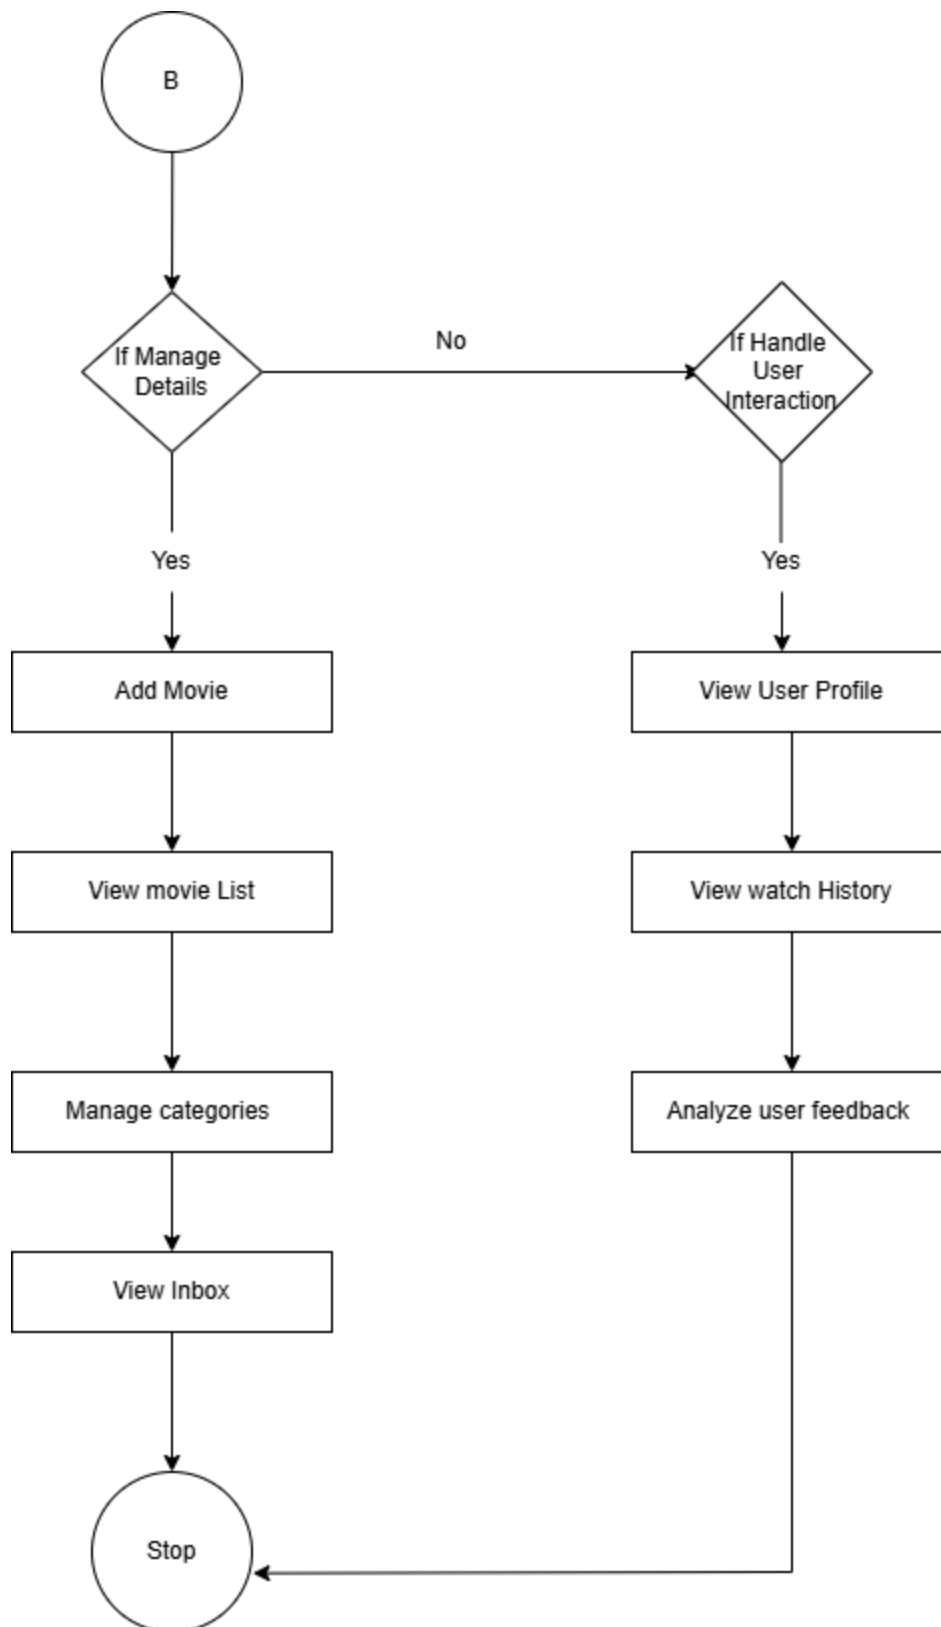 B
If Manage
Details
No
If Handle
User
Interaction
Yes
Yes
Add Movie
View User Profile
View movie List
View watch History
Manage categories
Analyze user feedback
View Inbox
Stop